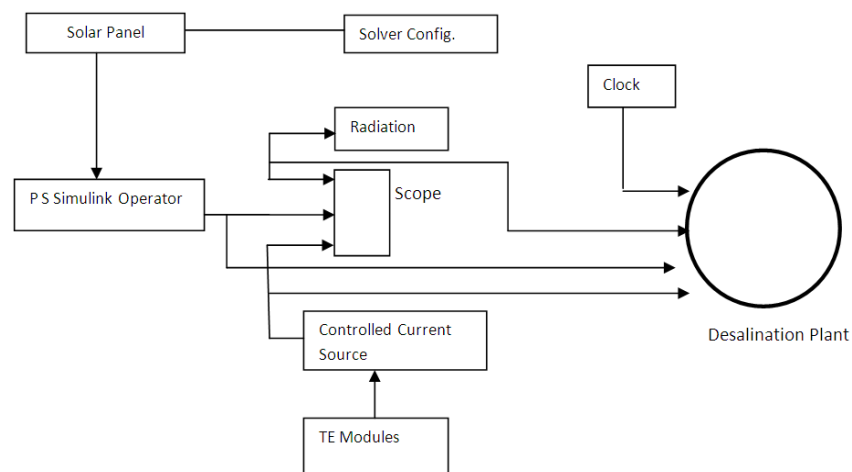 Solar Panel
Solver Config.
Clock
Radiation
P S Simulink Operator
Scope
Controlled Current
Source
Desalination Plant
TE Modules